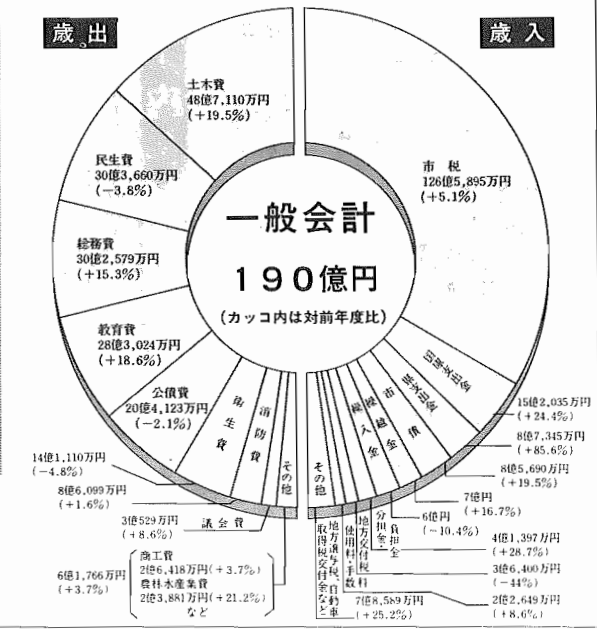 歳出
歳入
土木費
48億7,110万円
(+19.5%)
民生費
30億3,660万円
(−3.8%)
総務費
30億2,579万円
(+15.3%)
教育費
28億3,024万円
(+18.6%)
公債費
20億4,123万円
(−2.1%)
衛生費
消防費
その他
一般会計
190億円
(カッコ内は対前年度比)
市税
126億5,895万円
(+5.1%)
国庫支出金
県支出金
市債
繰越金
繰入金
その他
14億1,110万円
(−4.8%)
8億6,099万円
(+1.6%)
3億529万円
(+8.6%)
議会費
6億1,766万円
(+3.7%)
商工費
2億6,418万円(+3.7%)
農林水産業費
2億3,881万円(+21.2%)
など
15億2,035万円
(+24.4%)
8億7,345万円
(+85.6%)
8億5,690万円
(+19.5%)
7億円
(+16.7%)
6億円
(−10.4%)
分担金・負担金
4億1,397万円
(+28.7%)
地方交付税
3億6,400万円
(−44%)
使用料・手数料
2億2,649万円
(+8.6%)
地方譲与税、自動車取得税交付金など
7億8,589万円
(+25.2%)